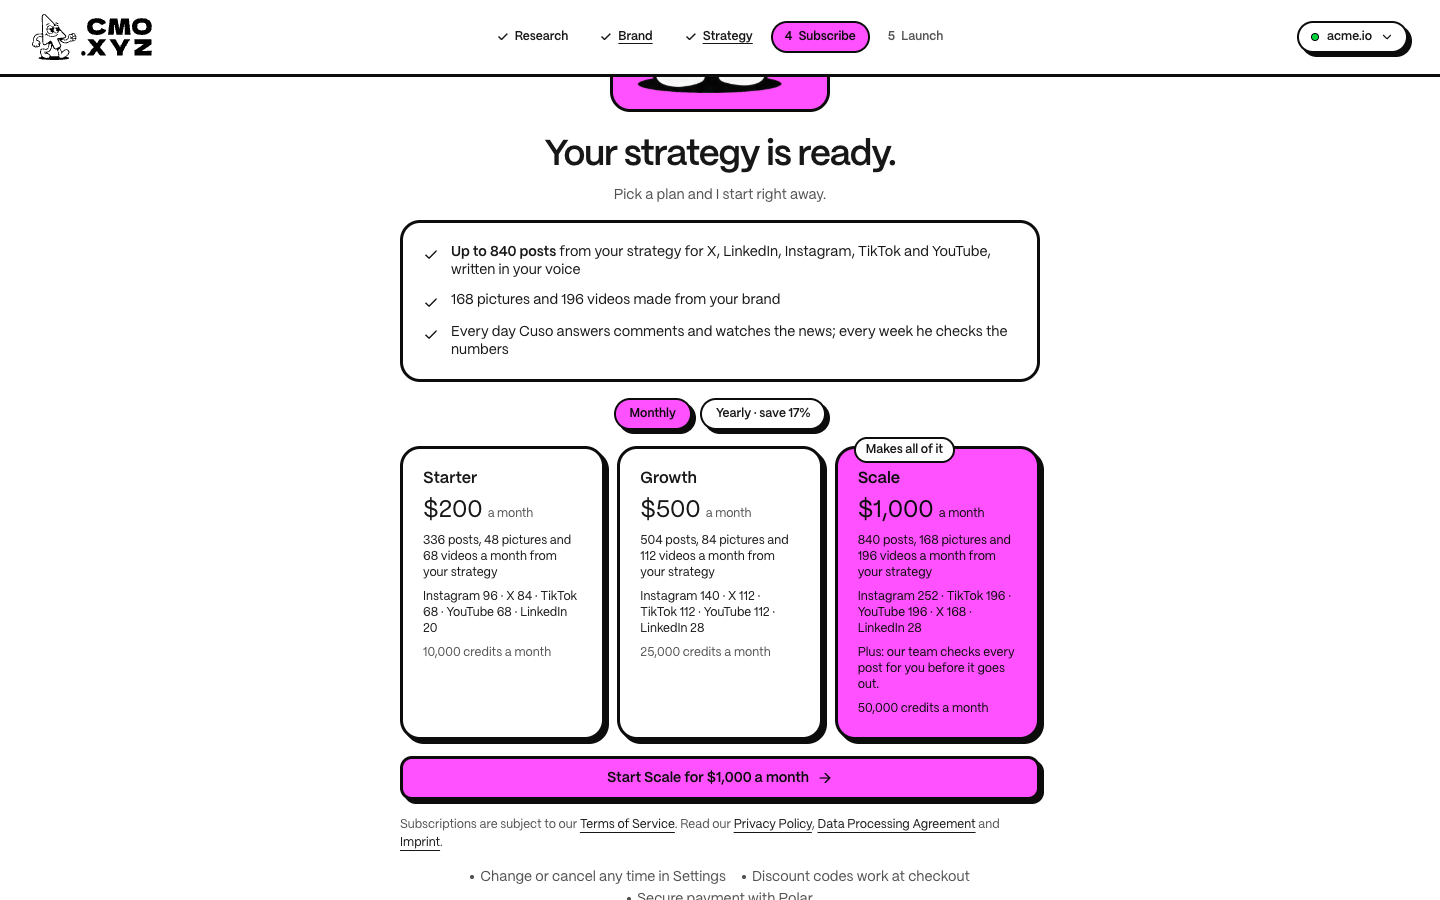 CMO
.XYZ
Research
Brand
Strategy
4 Subscribe
5 Launch
acme.io
Your strategy is ready.
Pick a plan and I start right away.
Up to 840 posts from your strategy for X, LinkedIn, Instagram, TikTok and YouTube,
written in your voice
168 pictures and 196 videos made from your brand
Every day Cuso answers comments and watches the news; every week he checks the
numbers
Monthly
Yearly · save 17%
Starter
$200 a month
336 posts, 48 pictures and
68 videos a month from
your strategy
Instagram 96 · X 84 · TikTok
68 · YouTube 68 · LinkedIn
20
10,000 credits a month
Growth
$500 a month
504 posts, 84 pictures and
112 videos a month from
your strategy
Instagram 140 · X 112 ·
TikTok 112 · YouTube 112 ·
LinkedIn 28
25,000 credits a month
Makes all of it
Scale
$1,000 a month
840 posts, 168 pictures and
196 videos a month from
your strategy
Instagram 252 · TikTok 196 ·
YouTube 196 · X 168 ·
LinkedIn 28
Plus: our team checks every
post for you before it goes
out.
50,000 credits a month
Start Scale for $1,000 a month →
Subscriptions are subject to our Terms of Service. Read our Privacy Policy, Data Processing Agreement and
Imprint.
• Change or cancel any time in Settings • Discount codes work at checkout
• Secure payment with Polar